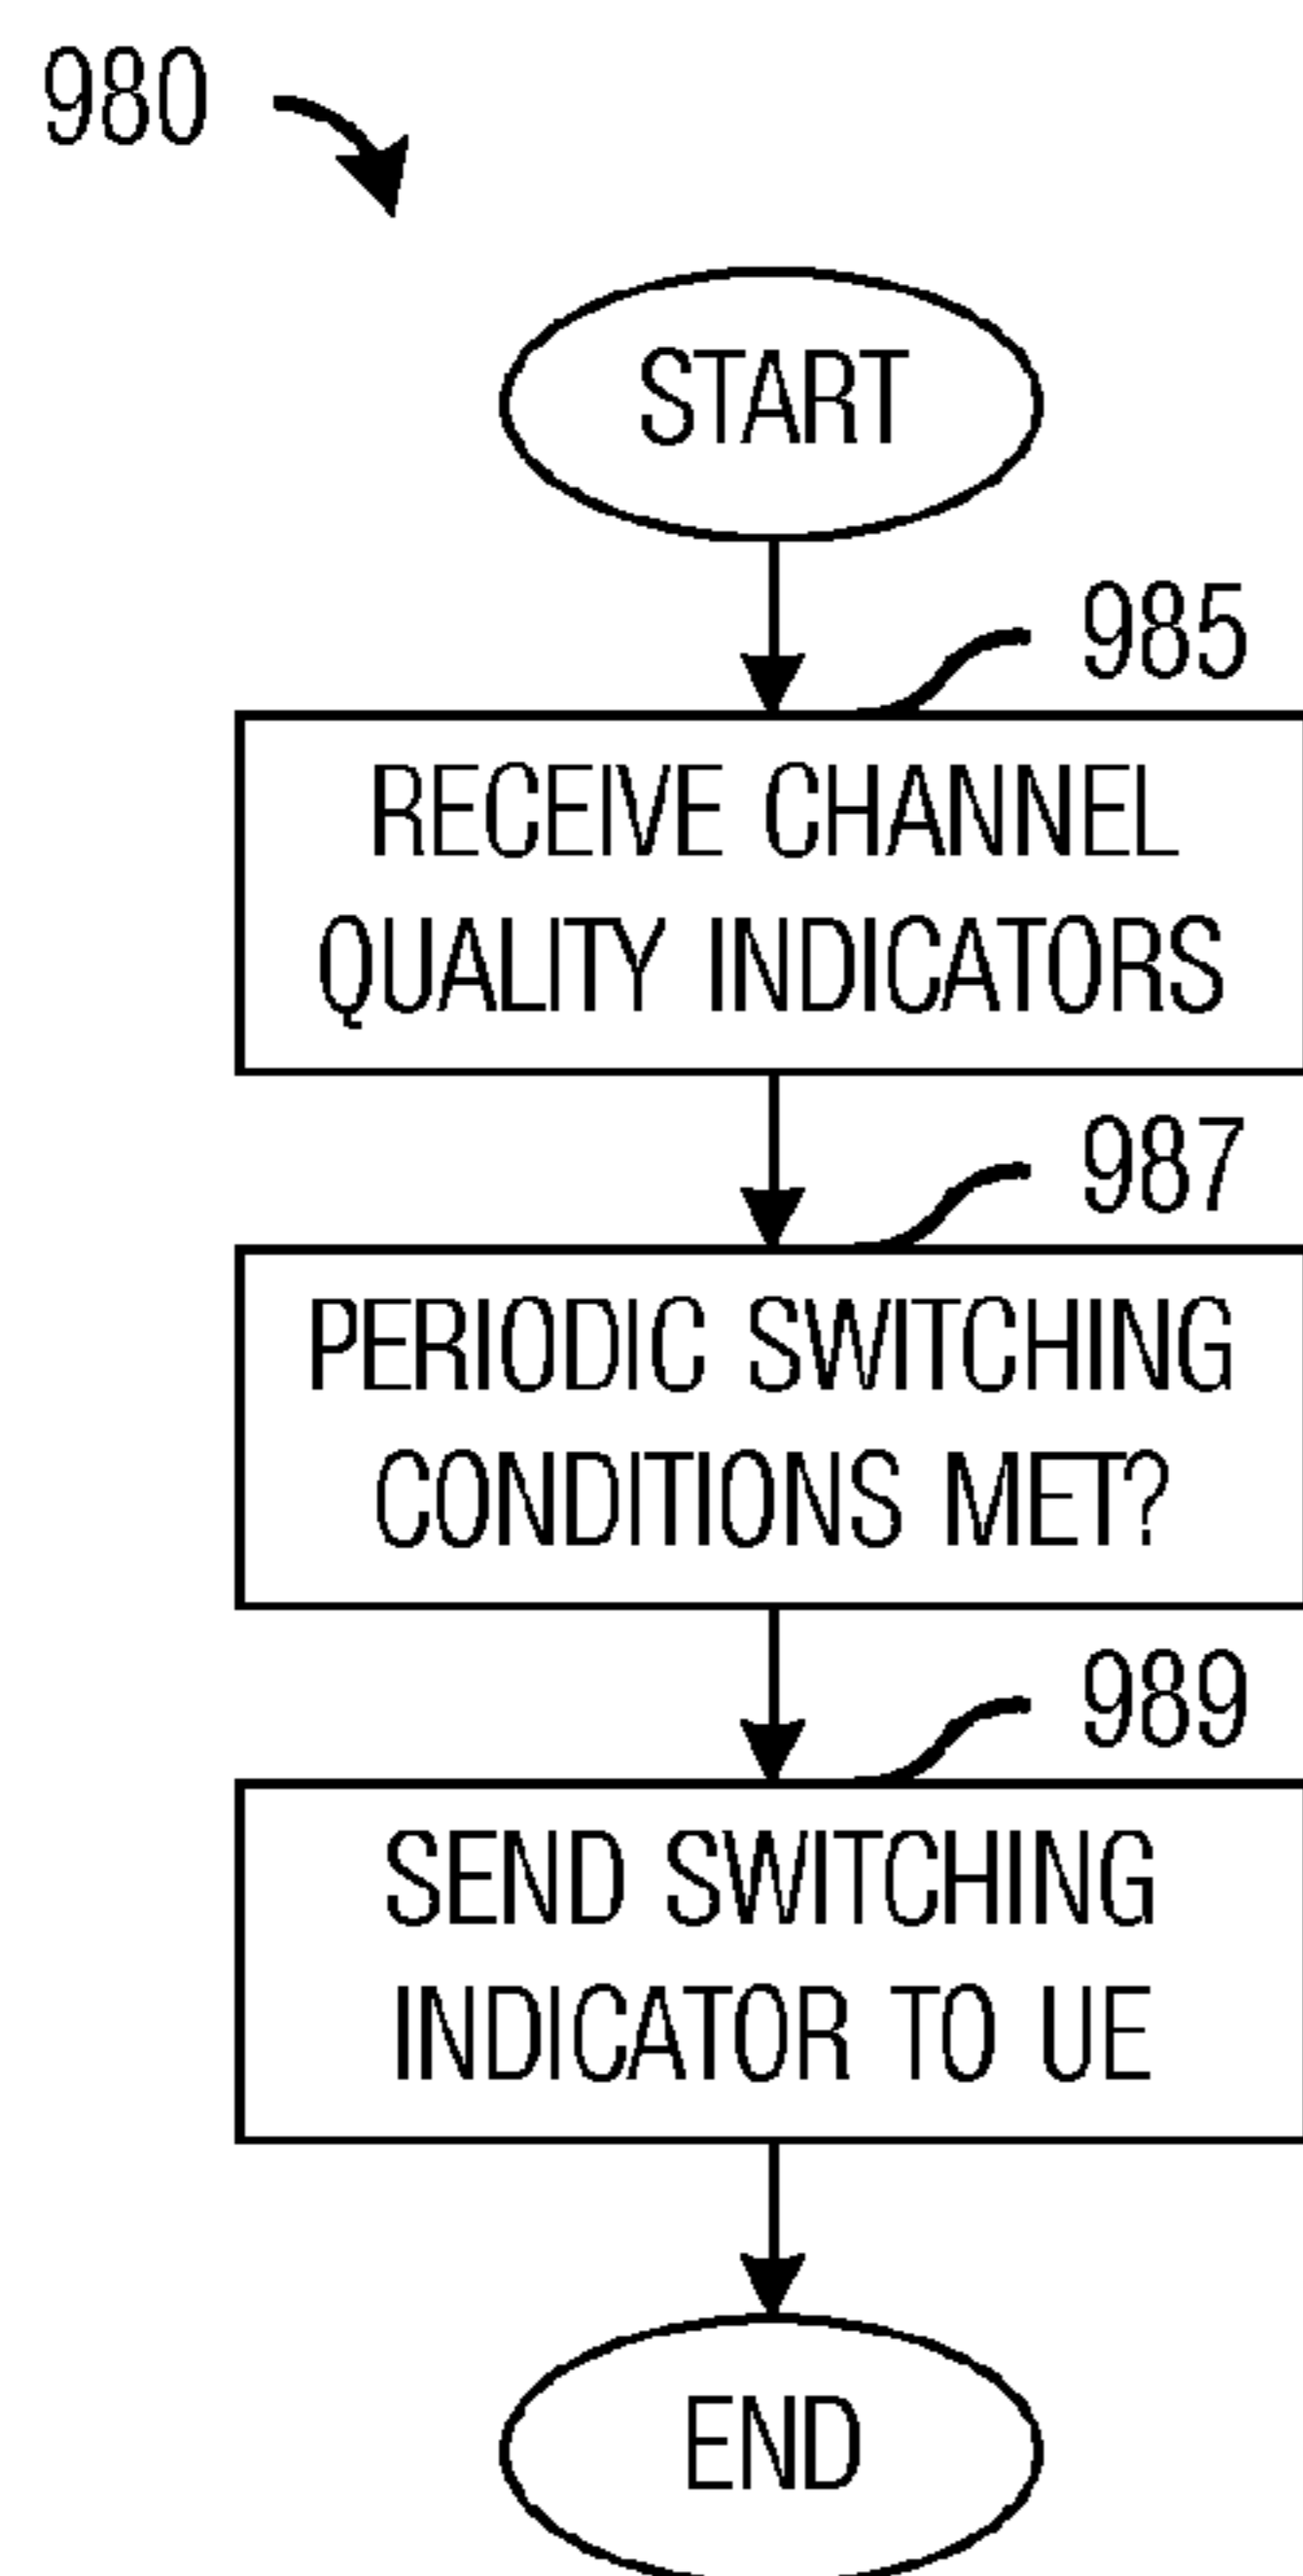 980
START
985
RECEIVE CHANNEL
QUALITY INDICATORS
987
PERIODIC SWITCHING
CONDITIONS MET?
989
SEND SWITCHING
INDICATOR TO UE
END